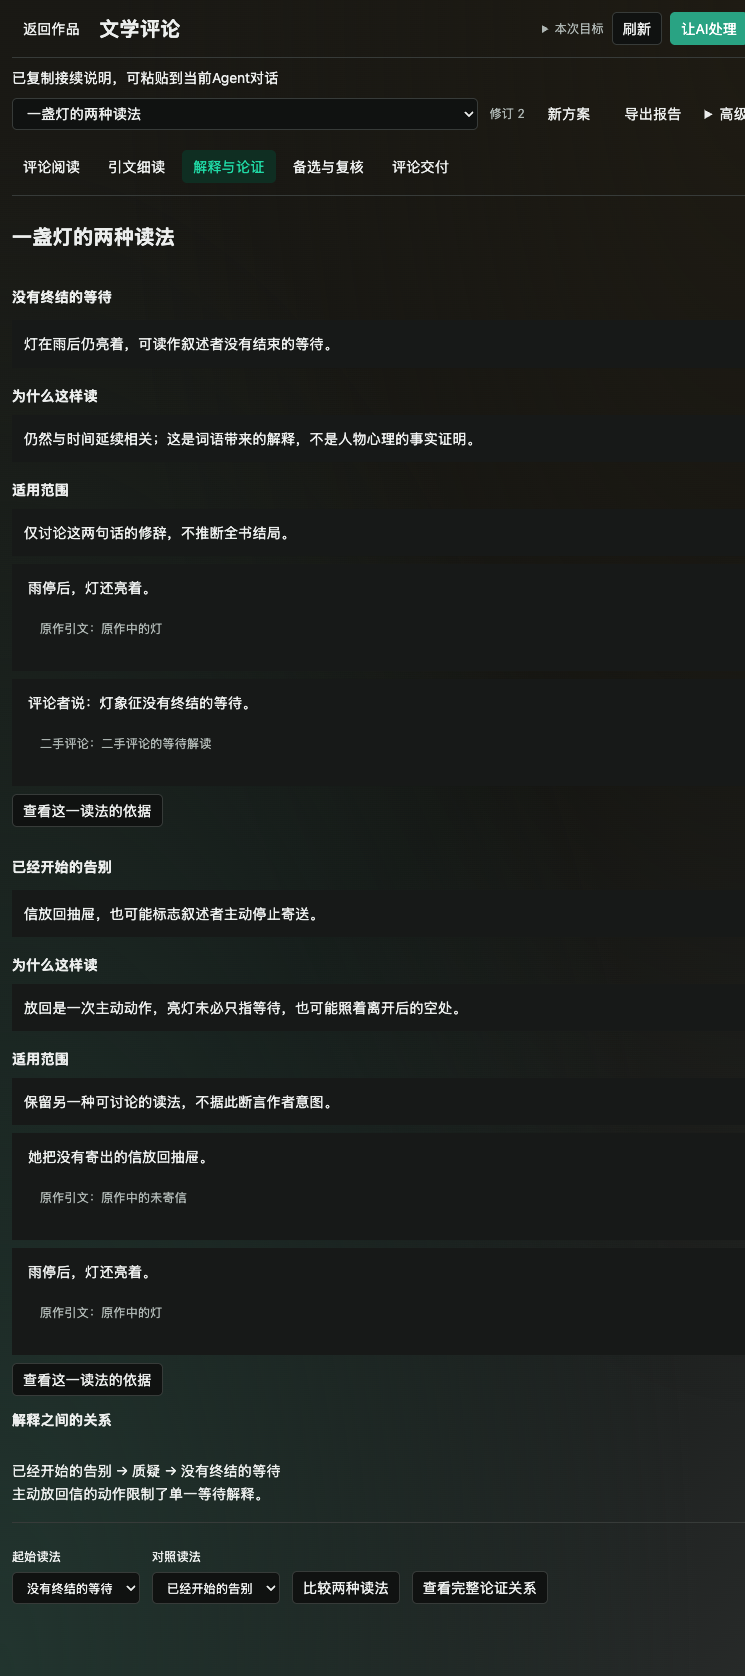 返回作品 文学评论 ▶ 本次目标 刷新 让AI处理
已复制接续说明，可粘贴到当前Agent对话
一盏灯的两种读法 修订 2 新方案 导出报告 ▶ 高级
评论阅读 引文细读 解释与论证 备选与复核 评论交付
一盏灯的两种读法
没有终结的等待
灯在雨后仍亮着，可读作叙述者没有结束的等待。
为什么这样读
仍然与时间延续相关；这是词语带来的解释，不是人物心理的事实证明。
适用范围
仅讨论这两句话的修辞，不推断全书结局。
雨停后，灯还亮着。
原作引文：原作中的灯
评论者说：灯象征没有终结的等待。
二手评论：二手评论的等待解读
查看这一读法的依据
已经开始的告别
信放回抽屉，也可能标志叙述者主动停止寄送。
为什么这样读
放回是一次主动动作，亮灯未必只指等待，也可能照着离开后的空处。
适用范围
保留另一种可讨论的读法，不据此断言作者意图。
她把没有寄出的信放回抽屉。
原作引文：原作中的未寄信
雨停后，灯还亮着。
原作引文：原作中的灯
查看这一读法的依据
解释之间的关系
已经开始的告别 → 质疑 → 没有终结的等待
主动放回信的动作限制了单一等待解释。
起始读法 对照读法
没有终结的等待 已经开始的告别 比较两种读法 查看完整论证关系